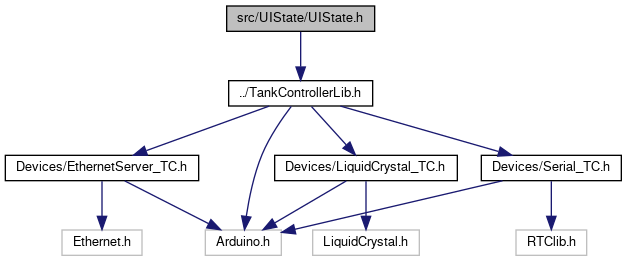 src/UIState/UIState.h
../TankControllerLib.h
Devices/EthernetServer_TC.h
Devices/LiquidCrystal_TC.h
Devices/Serial_TC.h
Ethernet.h
Arduino.h
LiquidCrystal.h
RTClib.h